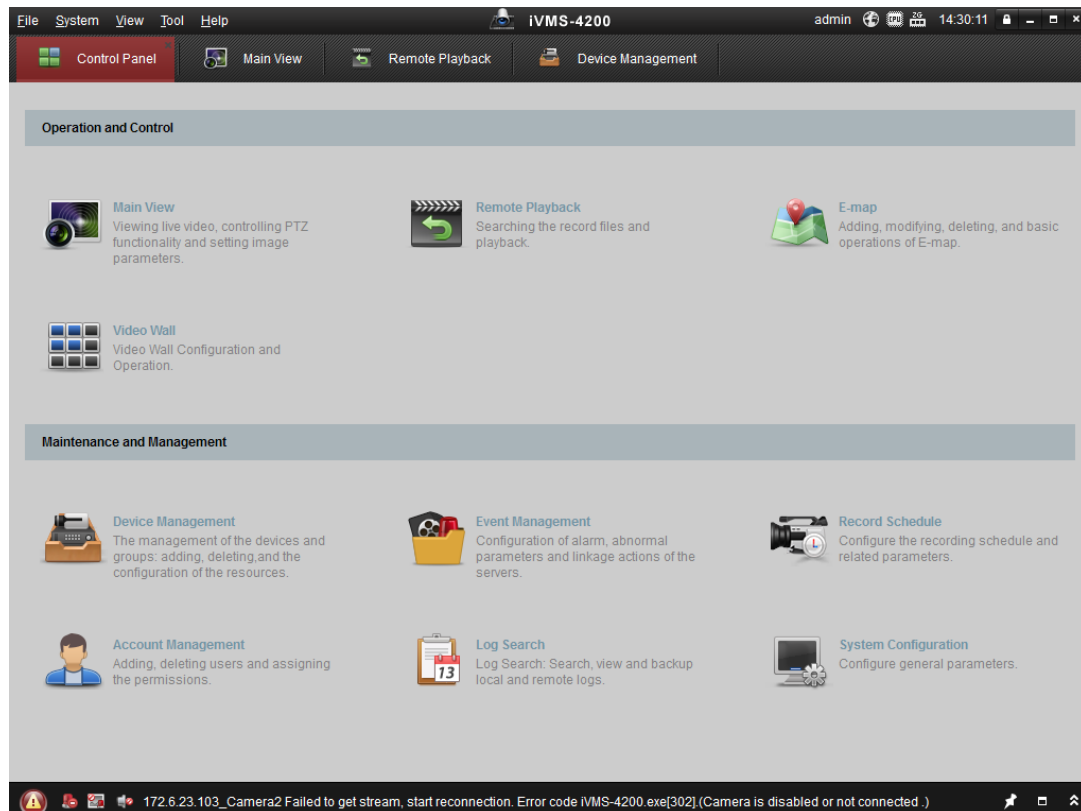 File System View Tool Help iVMS-4200 admin 14:30:11
Control Panel Main View Remote Playback Device Management
Operation and Control
Main View
Viewing live video, controlling PTZ
functionality and setting image
parameters.
Remote Playback
Searching the record files and
playback.
E-map
Adding, modifying, deleting, and basic
operations of E-map.
Video Wall
Video Wall Configuration and
Operation.
Maintenance and Management
Device Management
The management of the devices and
groups: adding, deleting,and the
configuration of the resources.
Event Management
Configuration of alarm, abnormal
parameters and linkage actions of the
servers.
Record Schedule
Configure the recording schedule and
related parameters.
Account Management
Adding, deleting users and assigning
the permissions.
13
Log Search
Log Search: Search, view and backup
local and remote logs.
System Configuration
Configure general parameters.
172.6.23.103_Camera2 Failed to get stream, start reconnection. Error code iVMS-4200.exe[302].(Camera is disabled or not connected .)